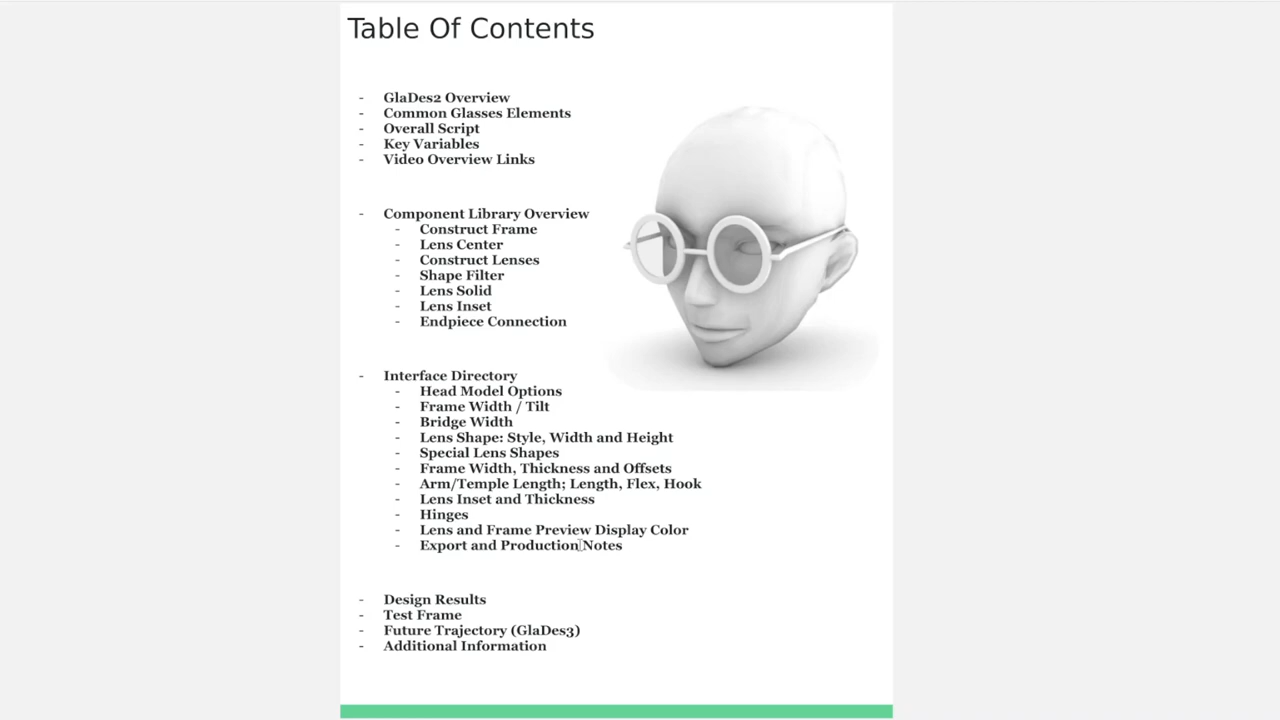 Table Of Contents
- GlaDes2 Overview
- Common Glasses Elements
- Overall Script
- Key Variables
- Video Overview Links
- Component Library Overview
- Construct Frame
- Lens Center
- Construct Lenses
- Shape Filter
- Lens Solid
- Lens Inset
- Endpiece Connection
- Interface Directory
- Head Model Options
- Frame Width / Tilt
- Bridge Width
- Lens Shape: Style, Width and Height
- Special Lens Shapes
- Frame Width, Thickness and Offsets
- Arm/Temple Length; Length, Flex, Hook
- Lens Inset and Thickness
- Hinges
- Lens and Frame Preview Display Color
- Export and Production Notes
- Design Results
- Test Frame
- Future Trajectory (GlaDes3)
- Additional Information